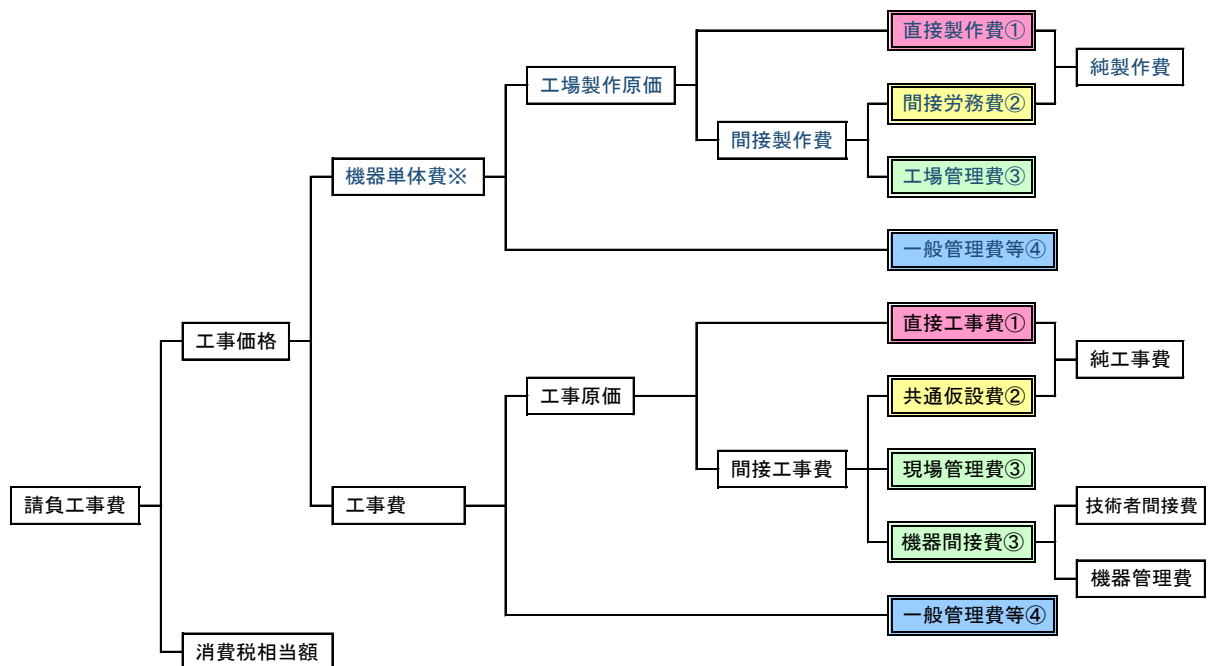 直接製作費①
純製作費
工場製作原価
間接労務費②
間接製作費
機器単体費※
工場管理費③
一般管理費等④
直接工事費①
工事価格
純工事費
工事原価
共通仮設費②
間接工事費
現場管理費③
請負工事費
工事費
技術者間接費
機器間接費③
機器管理費
一般管理費等④
消費税相当額